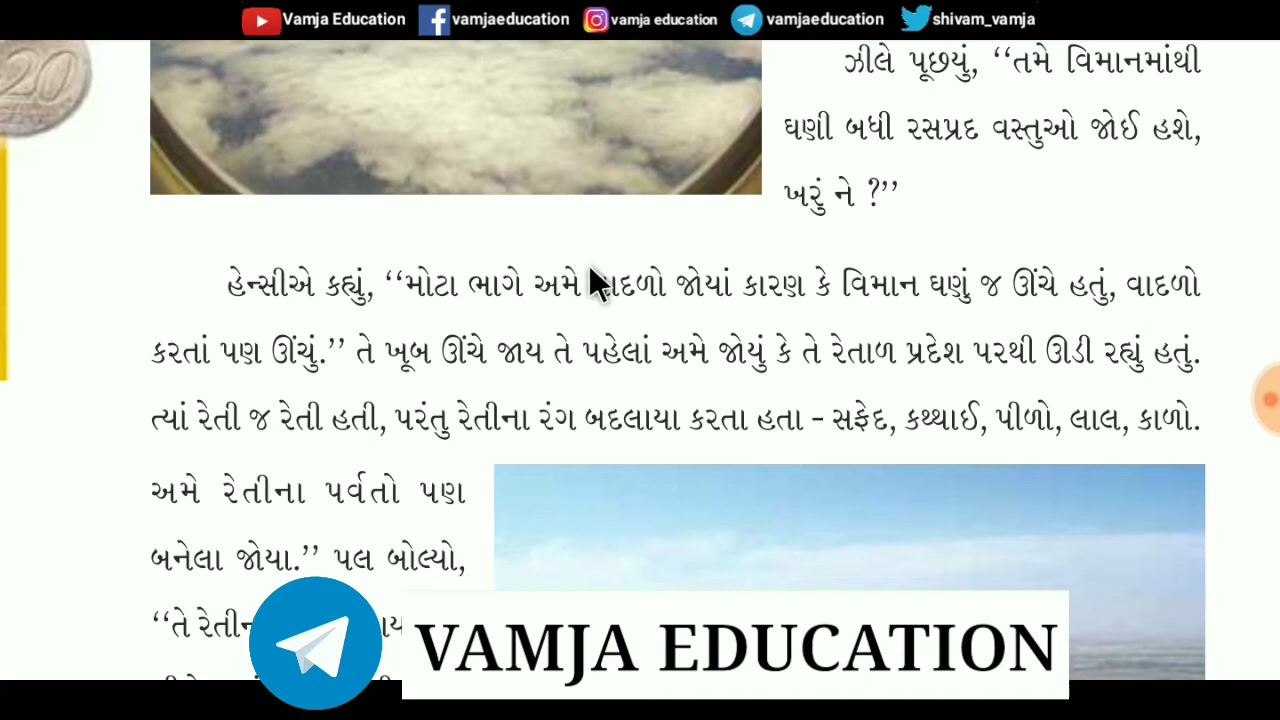 Vamja Education vamjaeducation vamja education vamjaeducation shivam_vamja
20
ઝીલે પૂછયું, ‘‘તમે વિમાનમાંથી
ઘણી બધી રસપ્રદ વસ્તુઓ જોઈ હશે,
ખરું ને ?’’
હેન્સીએ કહ્યું, ‘‘મોટા ભાગે અમે જોયાં કારણ કે વિમાન ઘણું જ ઊંચે હતું, વાદળો
કરતાં પણ ઊંચું.’’ તે ખૂબ ઊંચે જાય તે પહેલાં અમે જોયું કે તે રેતાળ પ્રદેશ પરથી ઊડી રહ્યું હતું.
ત્યાં રેતી જ રેતી હતી, પરંતુ રેતીના રંગ બદલાયા કરતા હતા - સફેદ, કથ્થાઈ, પીળો, લાલ, કાળો.
અમે રેતીના પર્વતો પણ
બનેલા જોયા.’’ પલ બોલ્યો,
‘‘તે
VAMJA EDUCATION